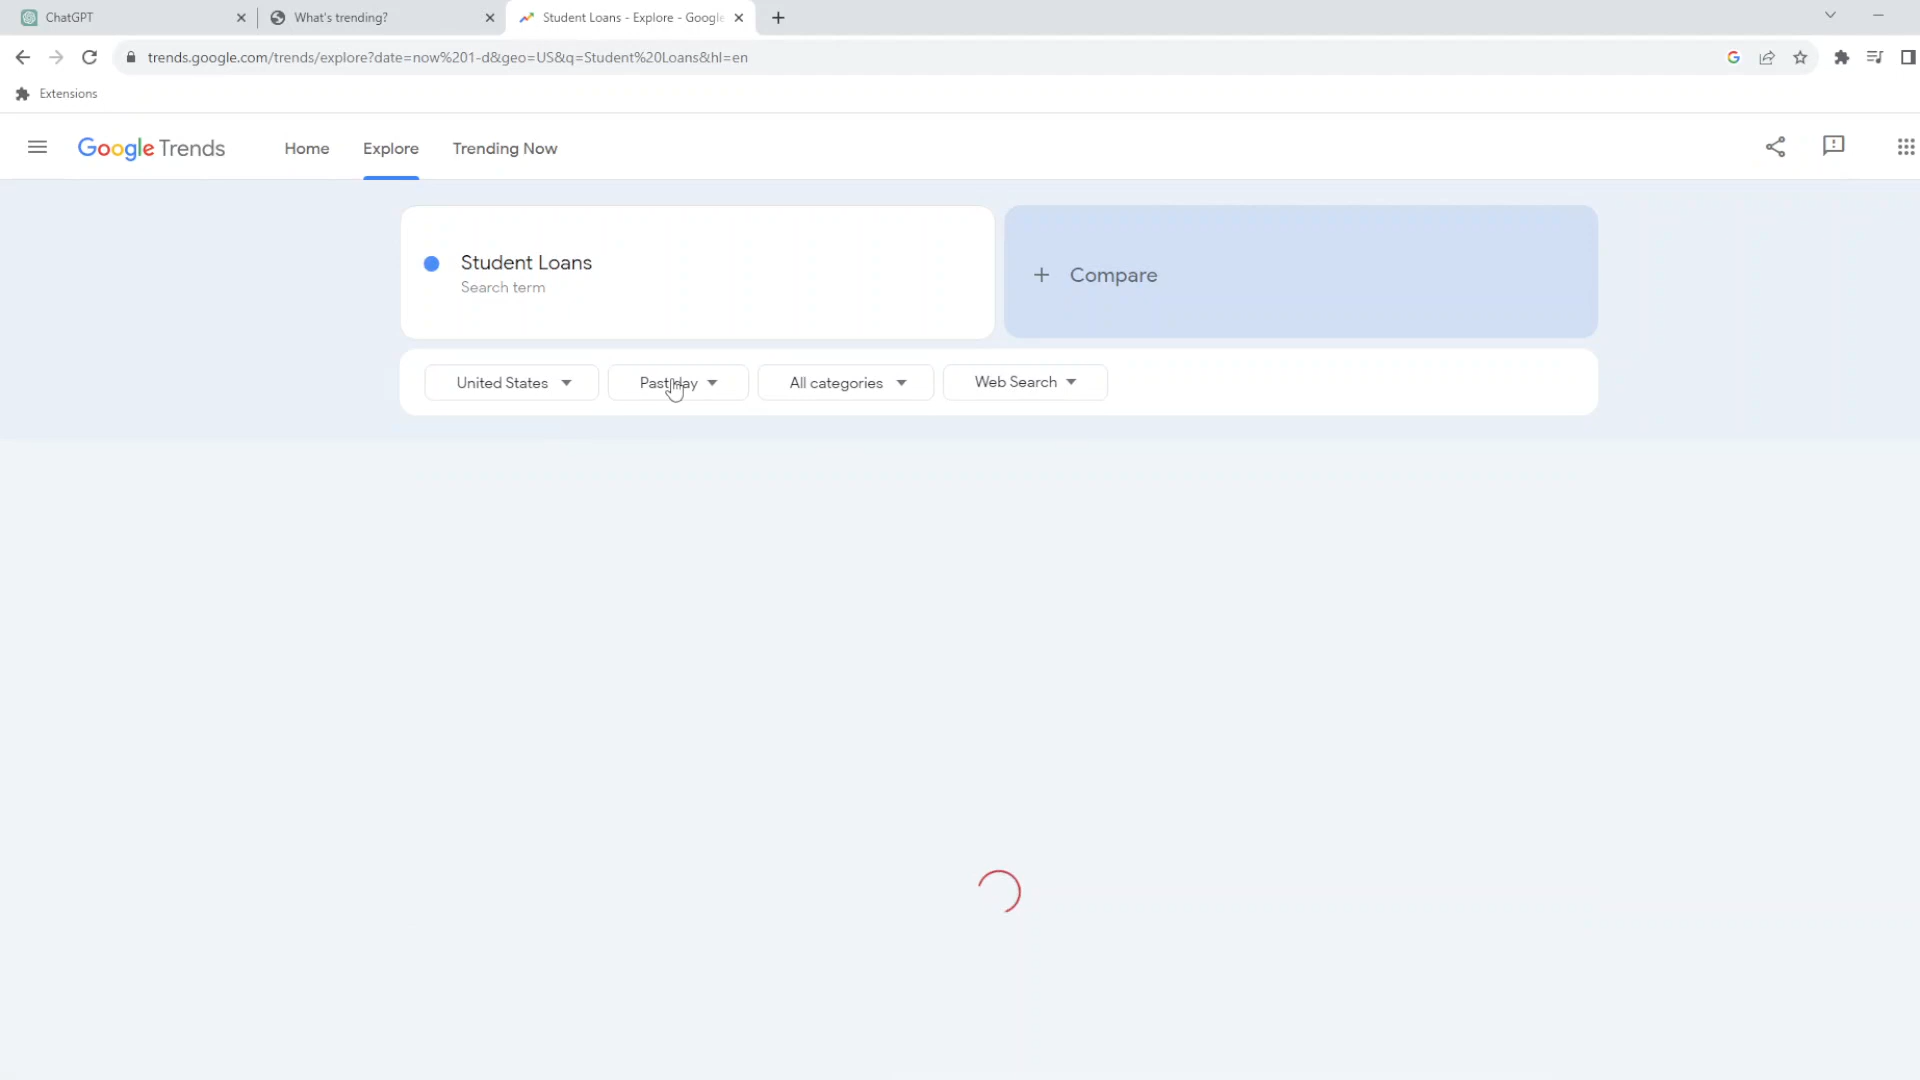 ChatGPT
What's trending?
Student Loans - Explore - Google
trends.google.com/trends/explore?date=now%201-d&geo=US&q=Student%20Loans&hl=en
Extensions
Google Trends
Home
Explore
Trending Now
Student Loans
Search term
+ Compare
United States
Past day
All categories
Web Search